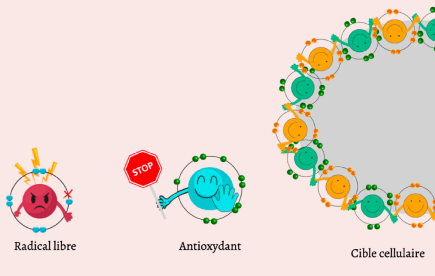 STOP
Radical libre
Antioxydant
Cible cellulaire